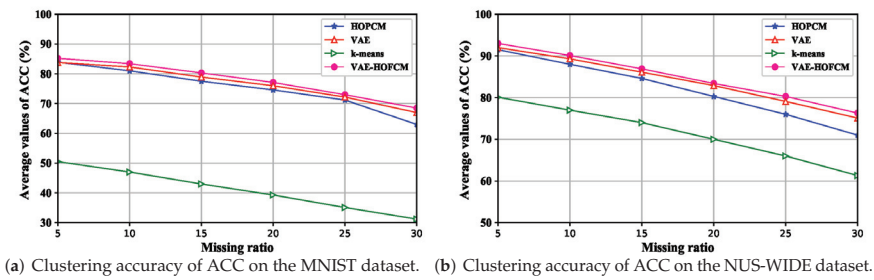 100
90
80
70
60
50
40
30
Average values of ACC (%)
HOPCM
VAE
k-means
VAE-HOFCM
5 10 15 20 25 30
Missing ratio
(a) Clustering accuracy of ACC on the MNIST dataset.
100
90
80
70
60
50
Average values of ACC (%)
HOPCM
VAE
k-means
VAE-HOFCM
5 10 15 20 25 30
Missing ratio
(b) Clustering accuracy of ACC on the NUS-WIDE dataset.